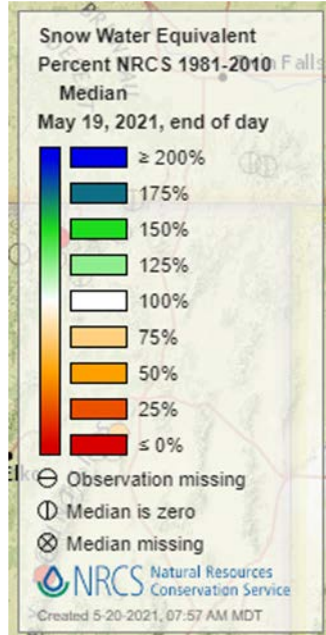 Snow Water Equivalent
Percent NRCS 1981-2010
Median
May 19, 2021, end of day
≥ 200%
175%
150%
125%
100%
75%
50%
25%
≤ 0%
Observation missing
Median is zero
Median missing
NRCS Natural Resources
Conservation Service
Created 5-20-2021, 07:57 AM MDT